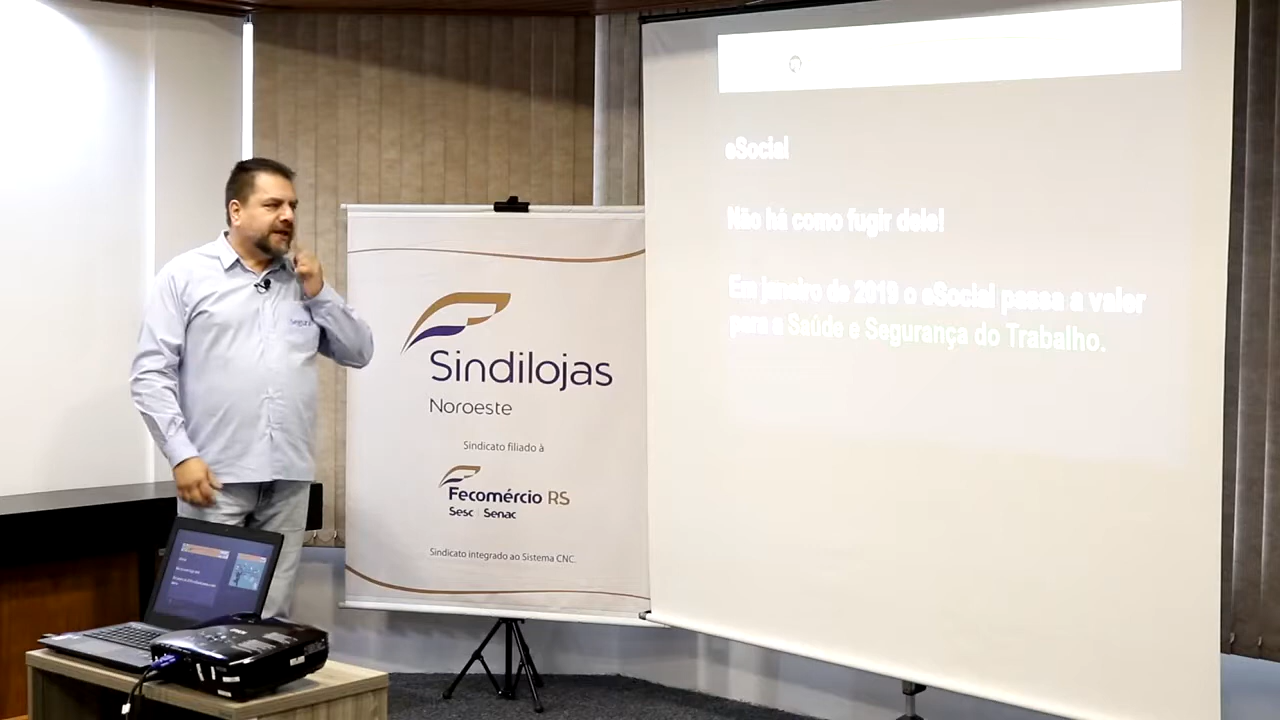 eSocial
Não há como fugir dele!
Em janeiro de 2019 o eSocial passa a valer
para a Saúde e Segurança do Trabalho.
Sindilojas
Noroeste
Sindicato filiado à
Fecomércio RS
Sesc | Senac
Sindicato integrado ao Sistema CNC.